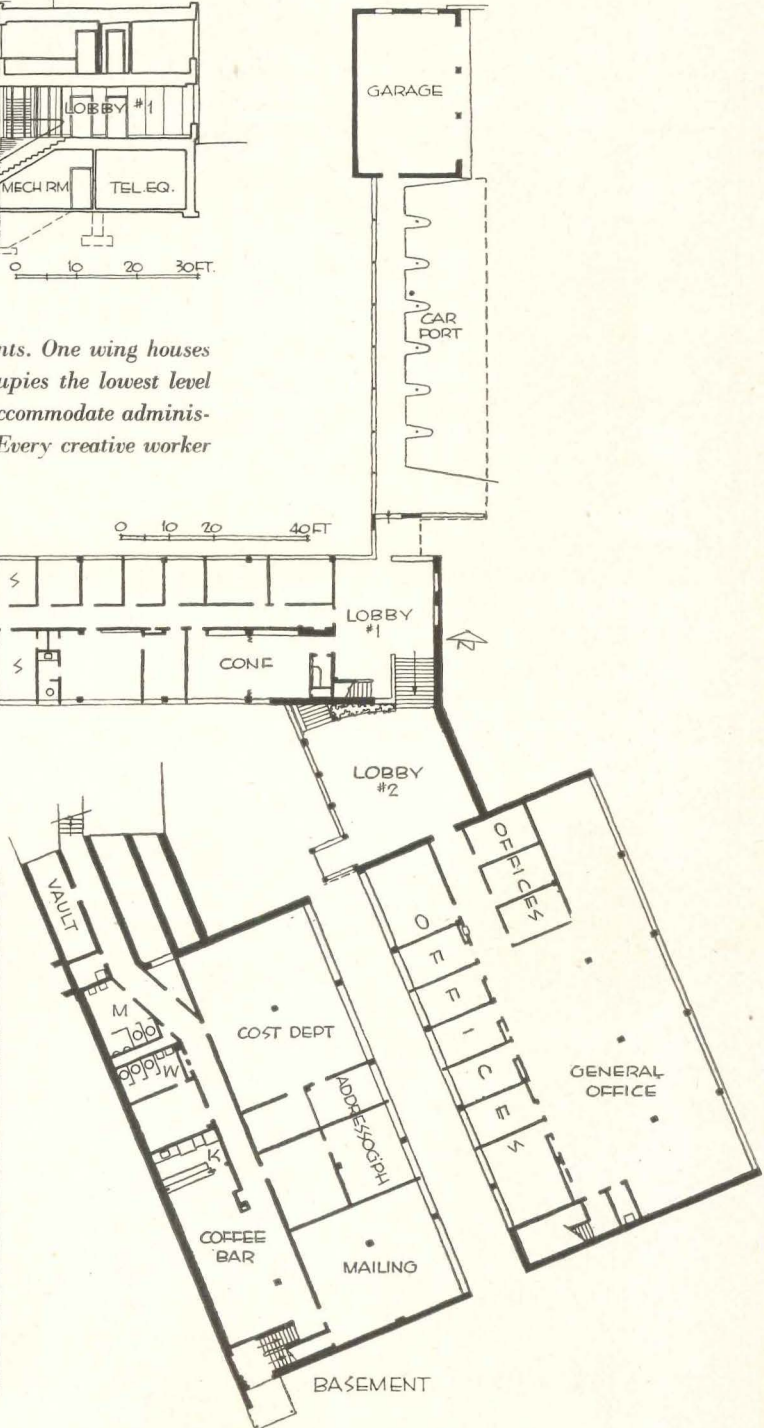 LOBBY #1
MECH RM
TEL. EQ.
0 10 20 30FT.
GARAGE
CAR
PORT
nts. One wing houses
upies the lowest level
ccommodate adminis-
Every creative worker
0 10 20 40FT
S
S
CONF
LOBBY
#1
LOBBY
#2
OFFICES
OFFICES
GENERAL
OFFICE
VAULT
M
W
K
COST DEPT
ADDRESSOGPH
COFFEE
BAR
MAILING
BASEMENT